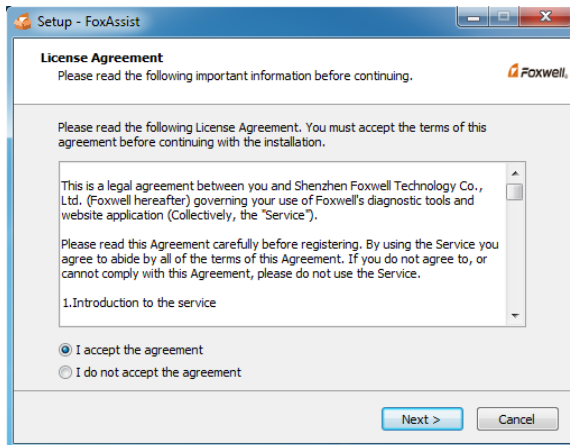 Setup - FoxAssist
License Agreement
Please read the following important information before continuing.
Foxwell
Please read the following License Agreement. You must accept the terms of this
agreement before continuing with the installation.
This is a legal agreement between you and Shenzhen Foxwell Technology Co.,
Ltd. (Foxwell hereafter) governing your use of Foxwell's diagnostic tools and
website application (Collectively, the "Service").
Please read this Agreement carefully before registering. By using the Service you
agree to abide by all of the terms of this Agreement. If you do not agree to, or
cannot comply with this Agreement, please do not use the Service.
1.Introduction to the service
I accept the agreement
I do not accept the agreement
Next >
Cancel